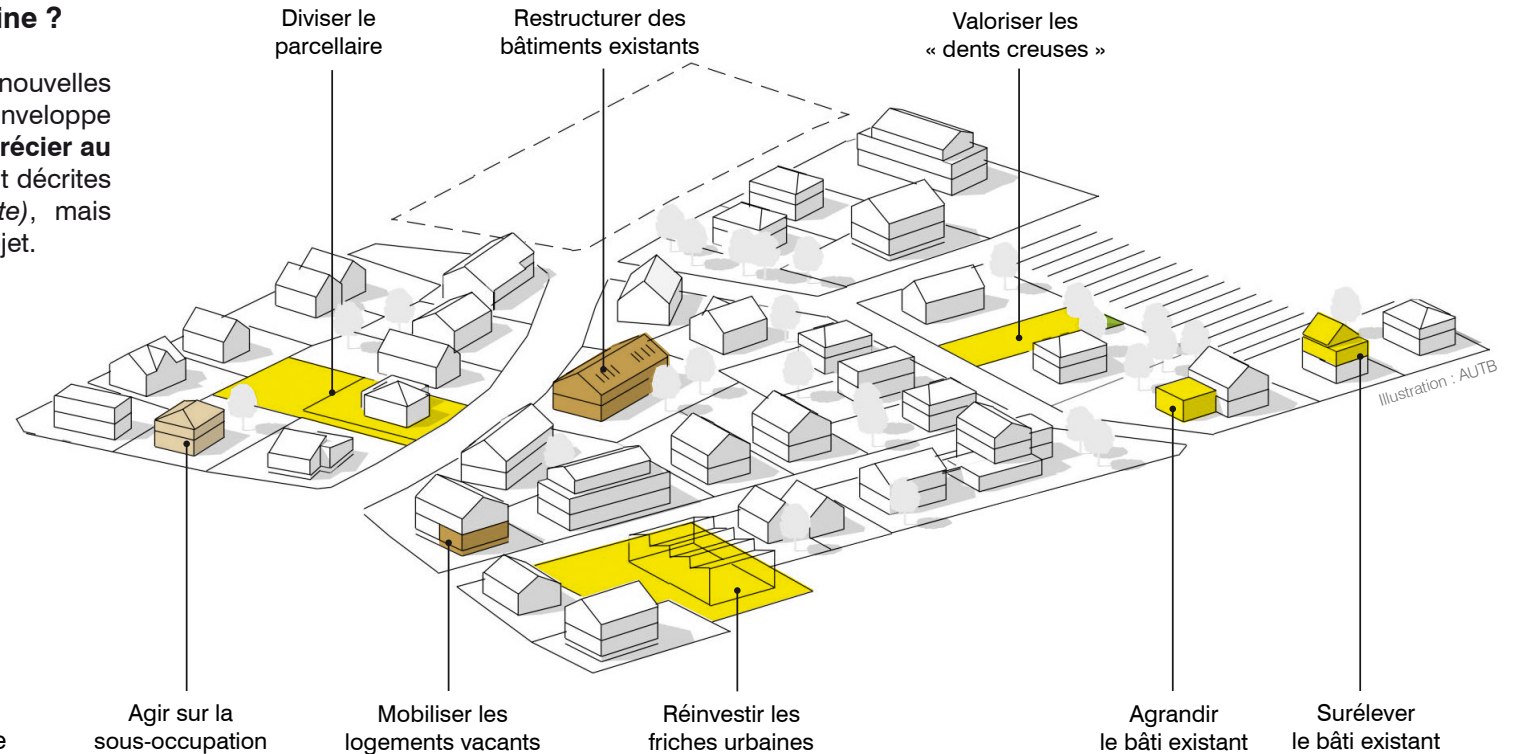 ine ?
nouvelles
nveloppe
récier au
t décrites
te), mais
jet.
Diviser le
parcellaire
Restructurer des
bâtiments existants
Valoriser les
« dents creuses »
Illustration : AUTB
Agir sur la
sous-occupation
Mobiliser les
logements vacants
Réinvestir les
friches urbaines
Agrandir
le bâti existant
Surélever
le bâti existant
e